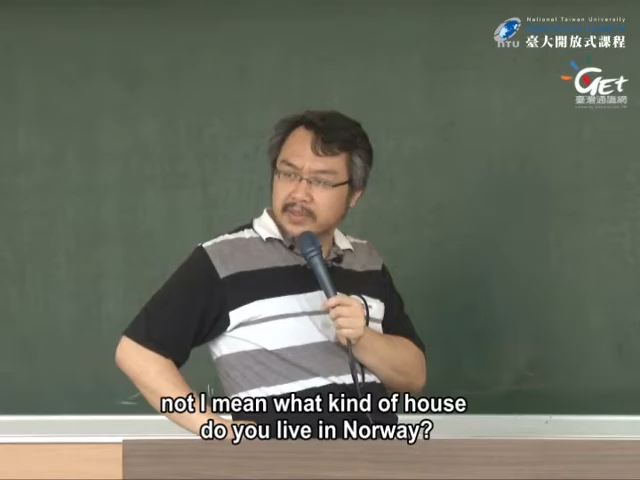 National Taiwan University
NTU
臺大開放式課程
GET
臺灣通識網
not I mean what kind of house
do you live in Norway?